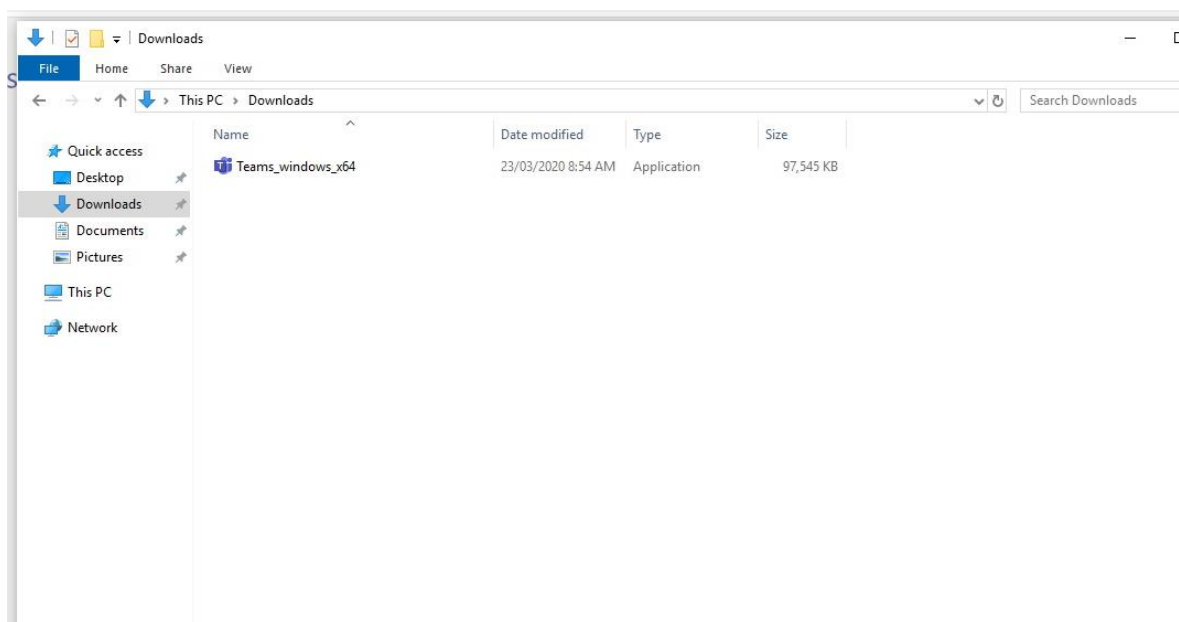 Downloads
File Home Share View
S
This PC > Downloads Search Downloads
Name Date modified Type Size
Quick access
Teams_windows_x64 23/03/2020 8:54 AM Application 97,545 KB
Desktop
Downloads
Documents
Pictures
This PC
Network